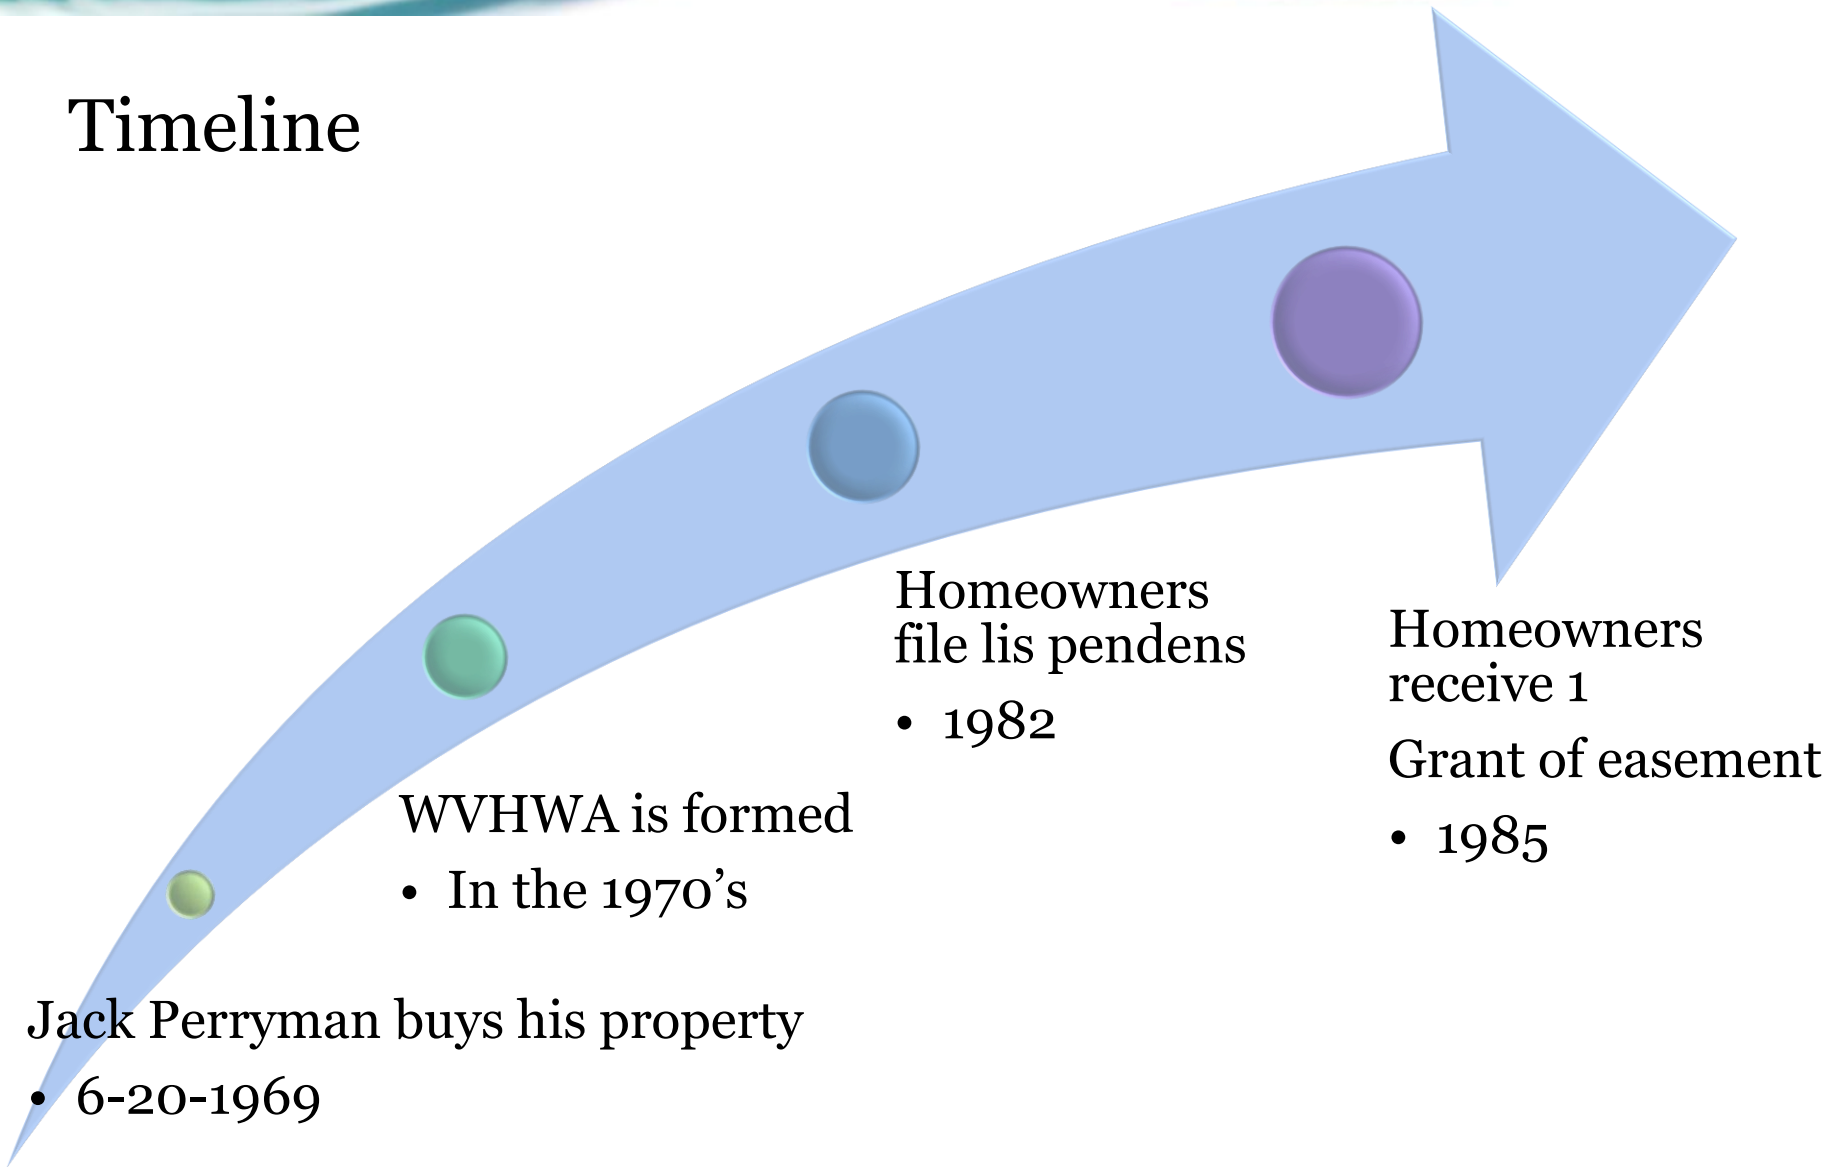 Timeline
Jack Perryman buys his property
• 6-20-1969
WVHWA is formed
• In the 1970’s
Homeowners
file lis pendens
• 1982
Homeowners
receive 1
Grant of easement
• 1985